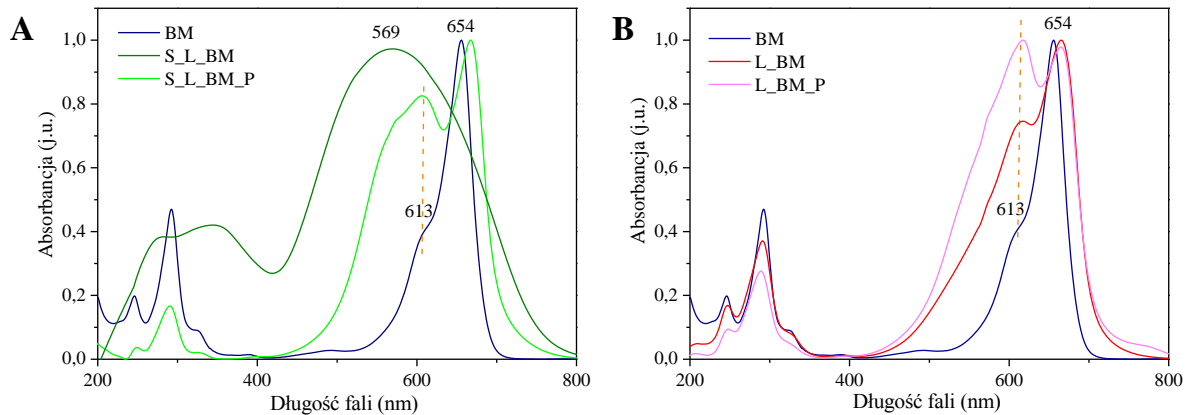 A
BM
S_L_BM
S_L_BM_P
569
654
613
1,0
0,8
0,6
0,4
0,2
0,0
Absorbancja (j.u.)
200
400
600
800
Długość fali (nm)
B
BM
L_BM
L_BM_P
654
613
1,0
0,8
0,6
0,4
0,2
0,0
Absorbancja (j.u.)
200
400
600
800
Długość fali (nm)